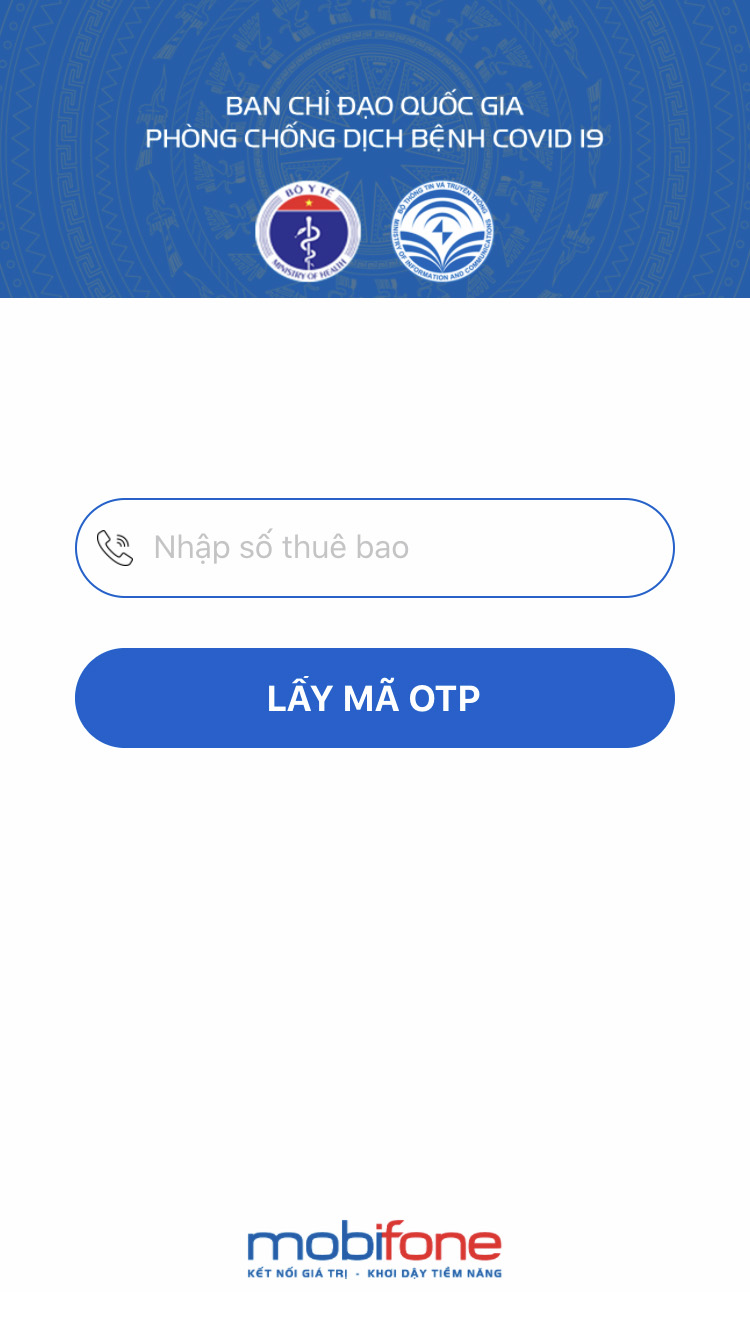 BAN CHỈ ĐẠO QUỐC GIA
PHÒNG CHỐNG DỊCH BỆNH COVID 19
BỘ Y TẾ
MINISTRY OF HEALTH
BỘ THÔNG TIN VÀ TRUYỀN THÔNG
MINISTRY OF INFORMATION AND COMMUNICATIONS
Nhập số thuê bao
LẤY MÃ OTP
mobifone
KẾT NỐI GIÁ TRỊ - KHƠI DẬY TIỀM NĂNG